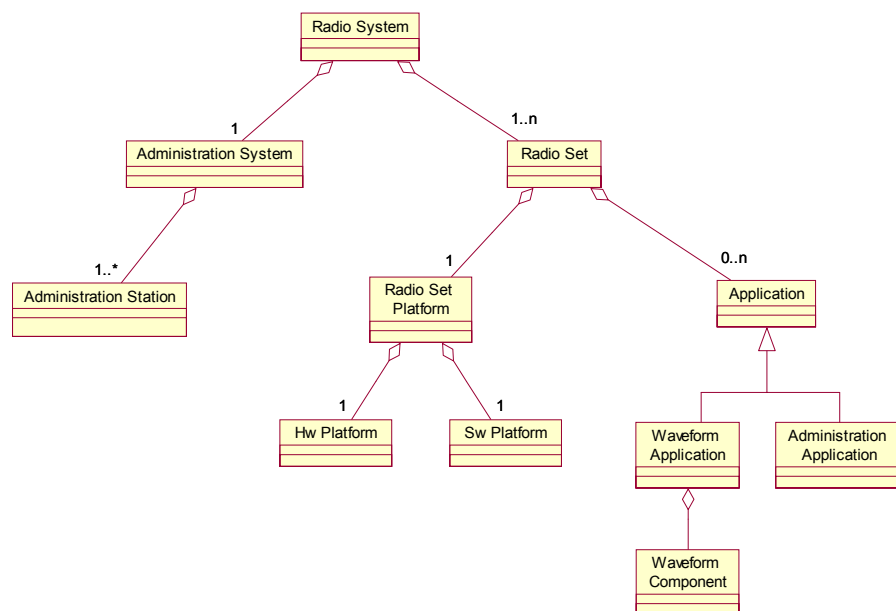 Radio System
1
1..n
Administration System
Radio Set
1..*
1
0..n
Administration Station
Radio Set
Platform
Application
1
1
Hw Platform
Sw Platform
Waveform
Application
Administration
Application
Waveform
Component